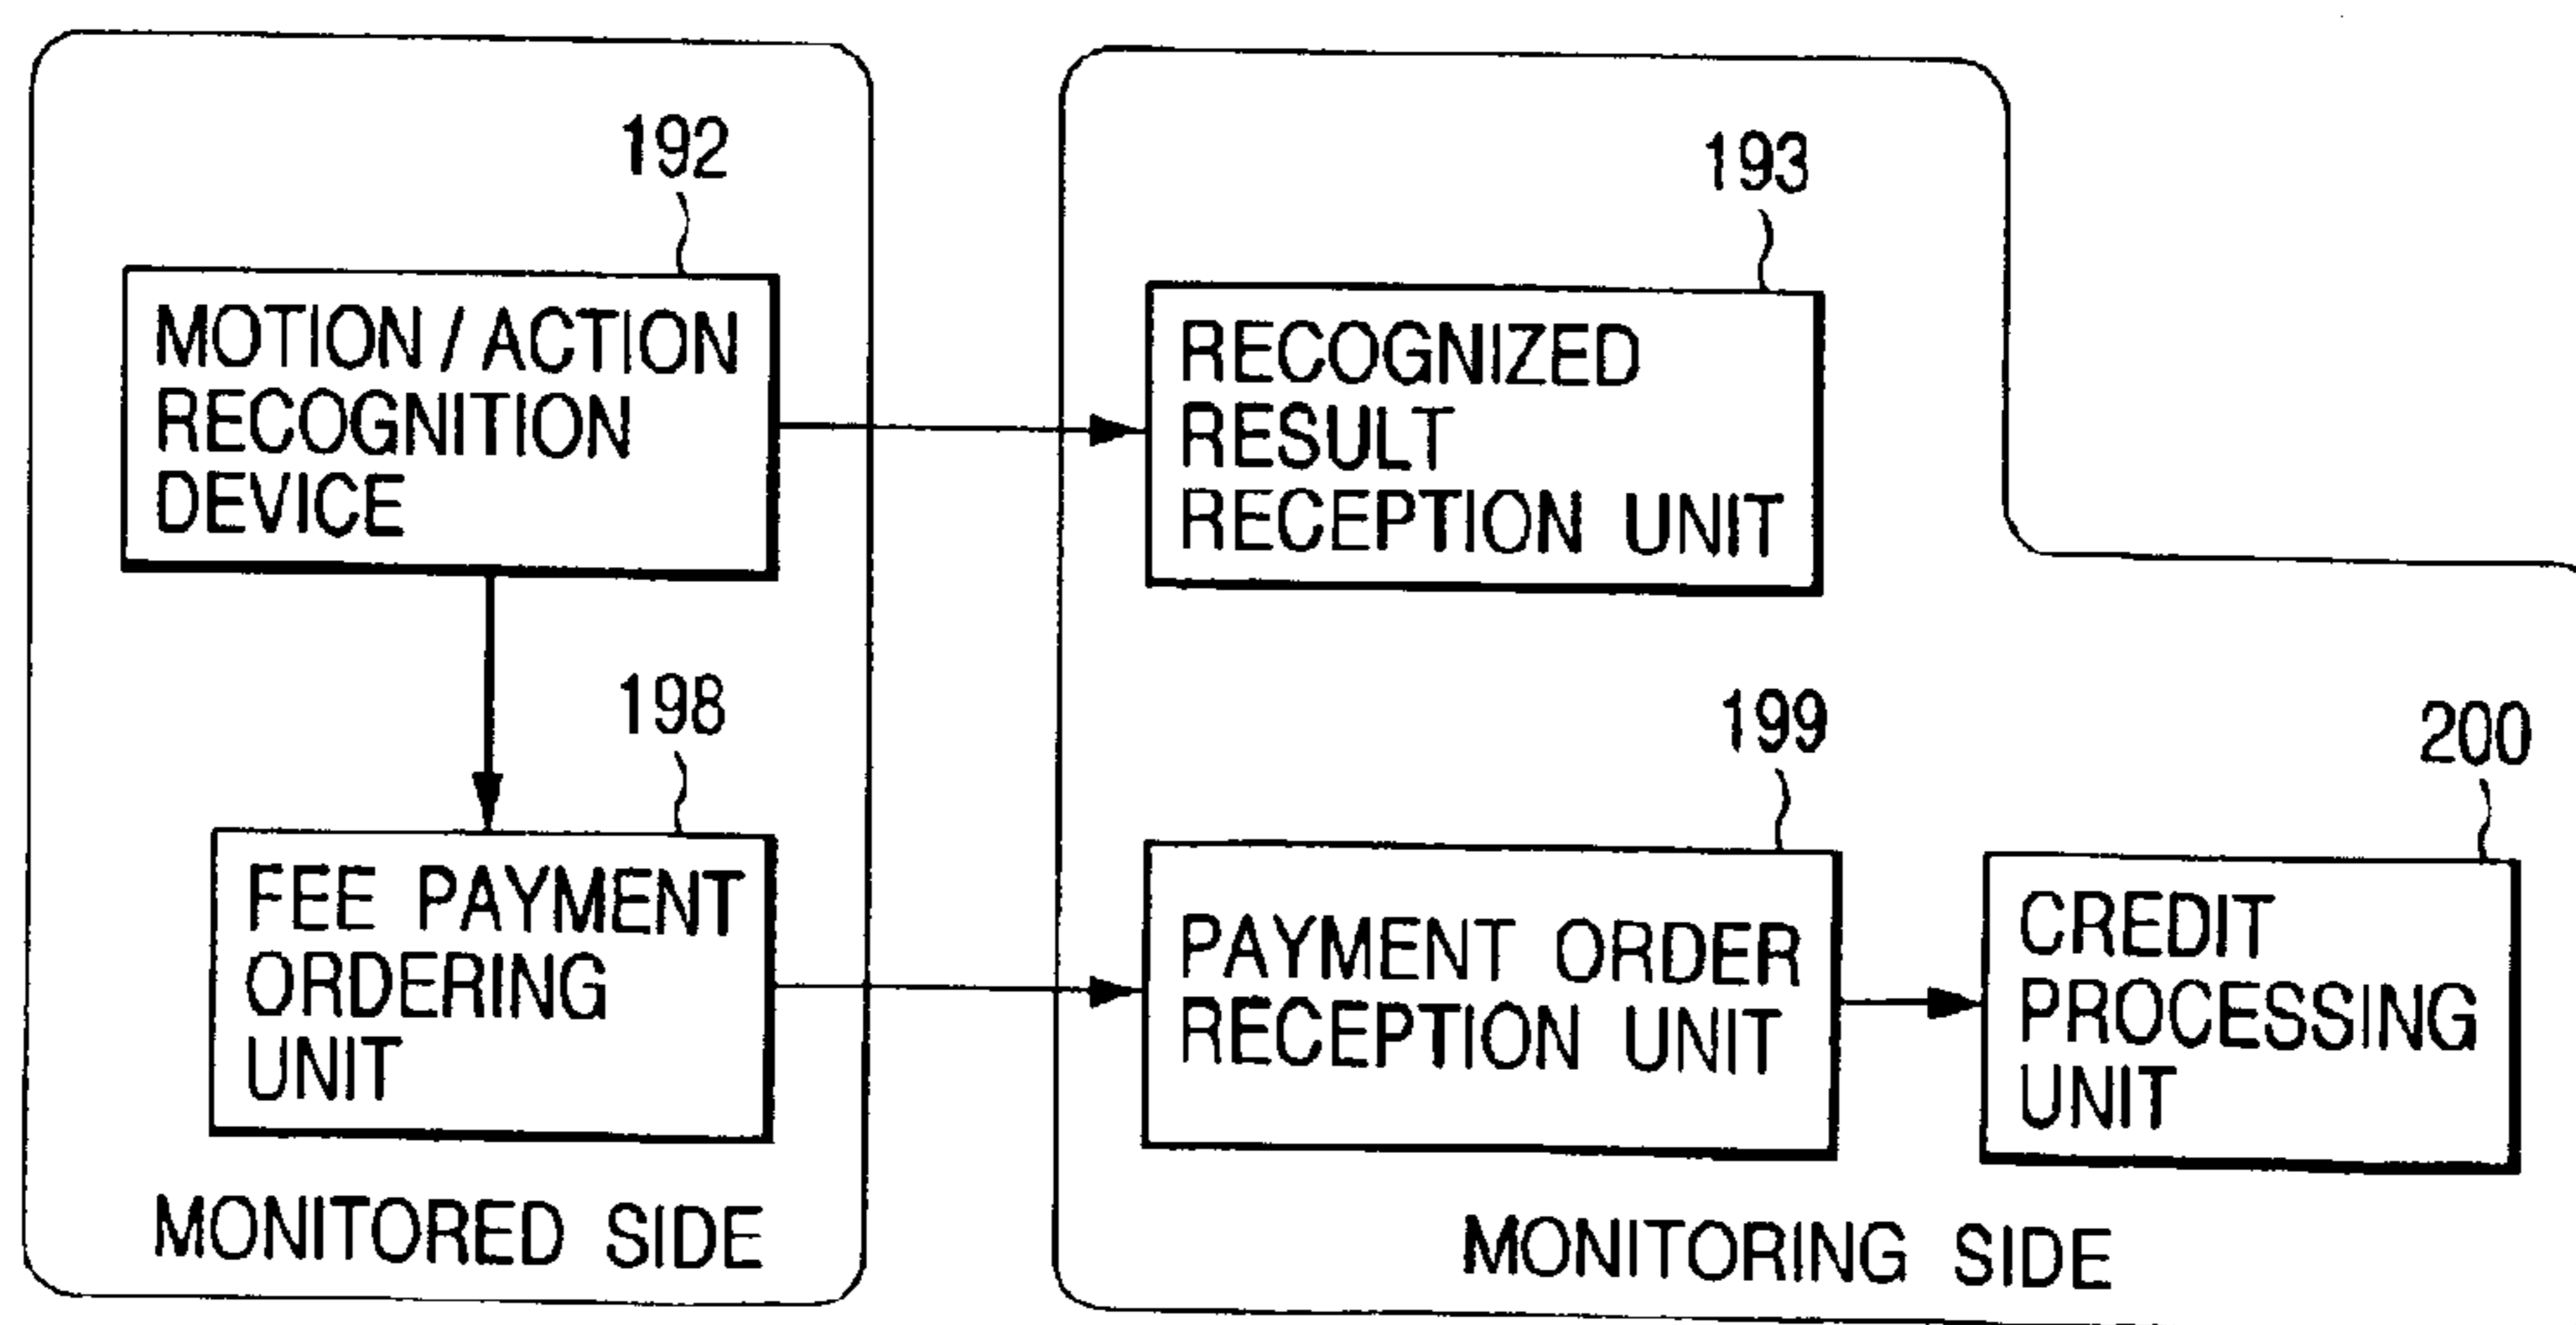 192
MOTION / ACTION
RECOGNITION
DEVICE
193
RECOGNIZED
RESULT
RECEPTION UNIT
198
FEE PAYMENT
ORDERING
UNIT
199
PAYMENT ORDER
RECEPTION UNIT
200
CREDIT
PROCESSING
UNIT
MONITORED SIDE
MONITORING SIDE